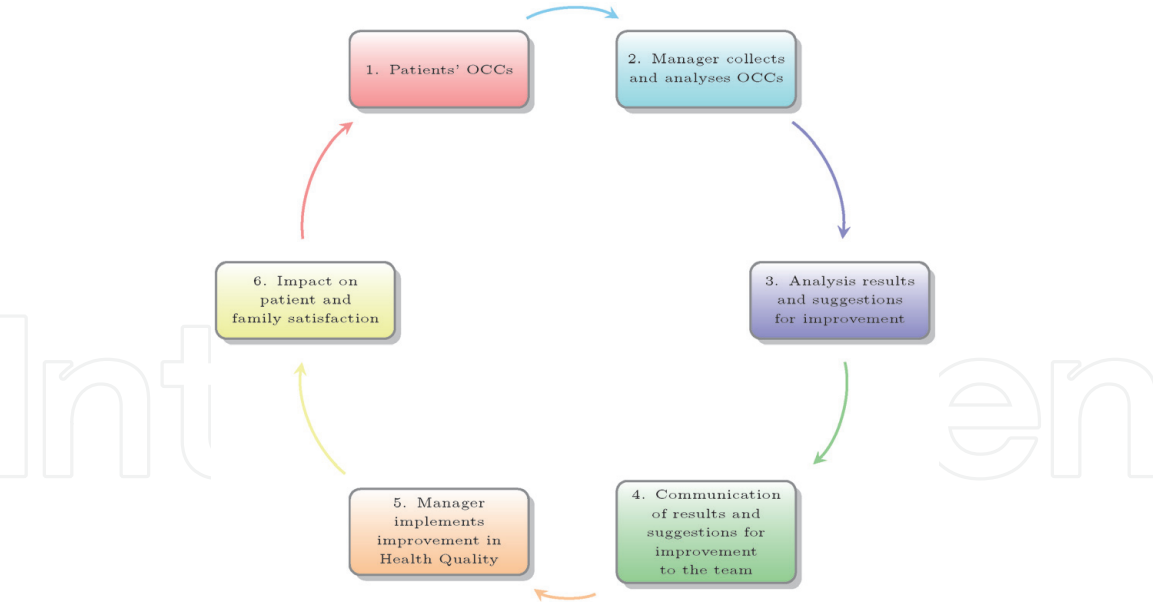 1. Patients' OCCs
2. Manager collects
and analyses OCCs
3. Analysis results
and suggestions
for improvement
4. Communication
of results and
suggestions for
improvement
to the team
5. Manager
implements
improvement in
Health Quality
6. Impact on
patient and
family satisfaction
Int
en